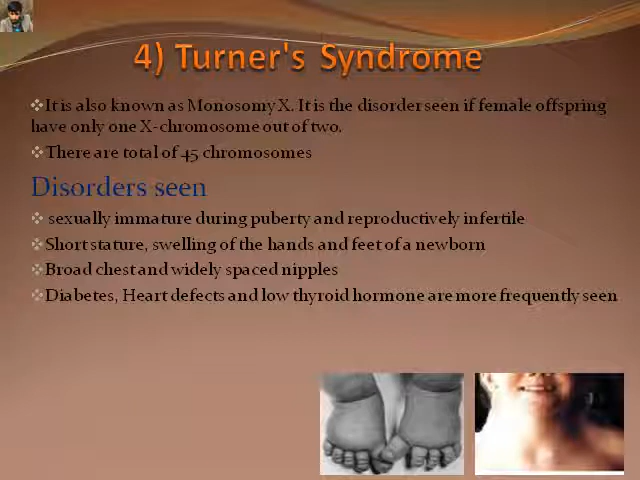 4) Turner's Syndrome
❖It is also known as Monosomy X. It is the disorder seen if female offspring
have only one X-chromosome out of two.
❖There are total of 45 chromosomes
Disorders seen
❖ sexually immature during puberty and reproductively infertile
❖Short stature, swelling of the hands and feet of a newborn
❖Broad chest and widely spaced nipples
❖Diabetes, Heart defects and low thyroid hormone are more frequently seen